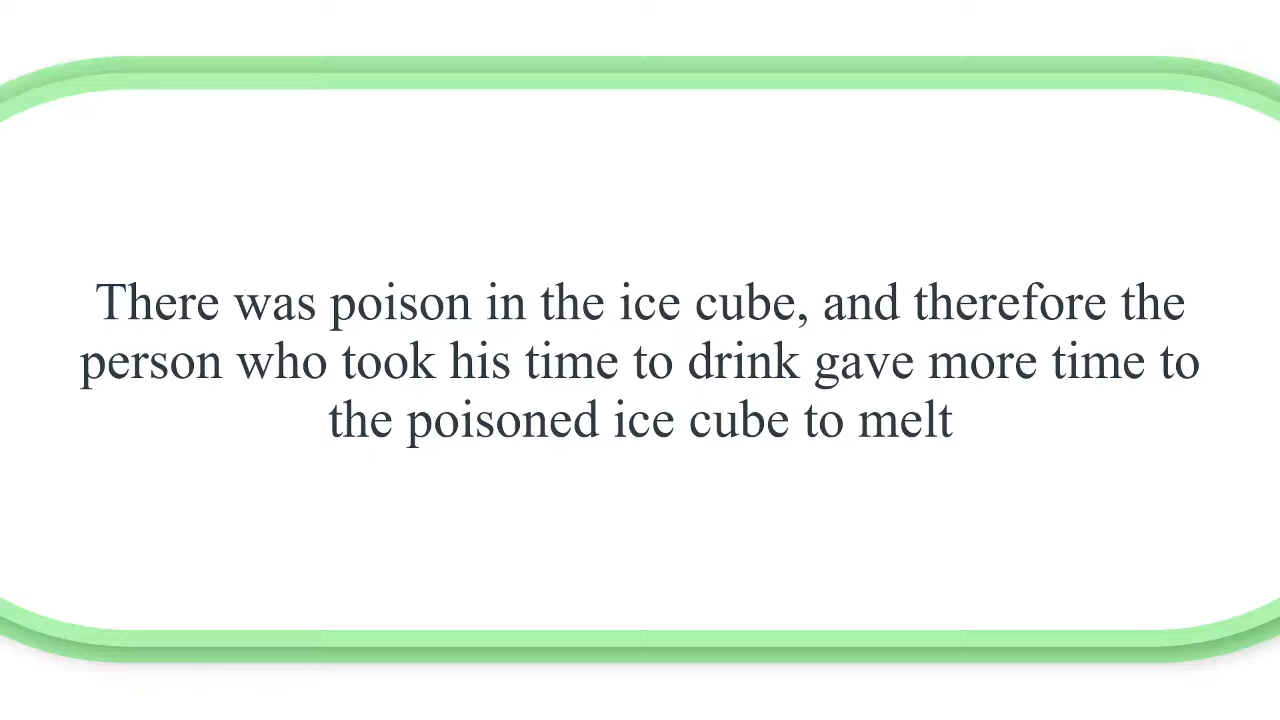 There was poison in the ice cube, and therefore the
person who took his time to drink gave more time to
the poisoned ice cube to melt